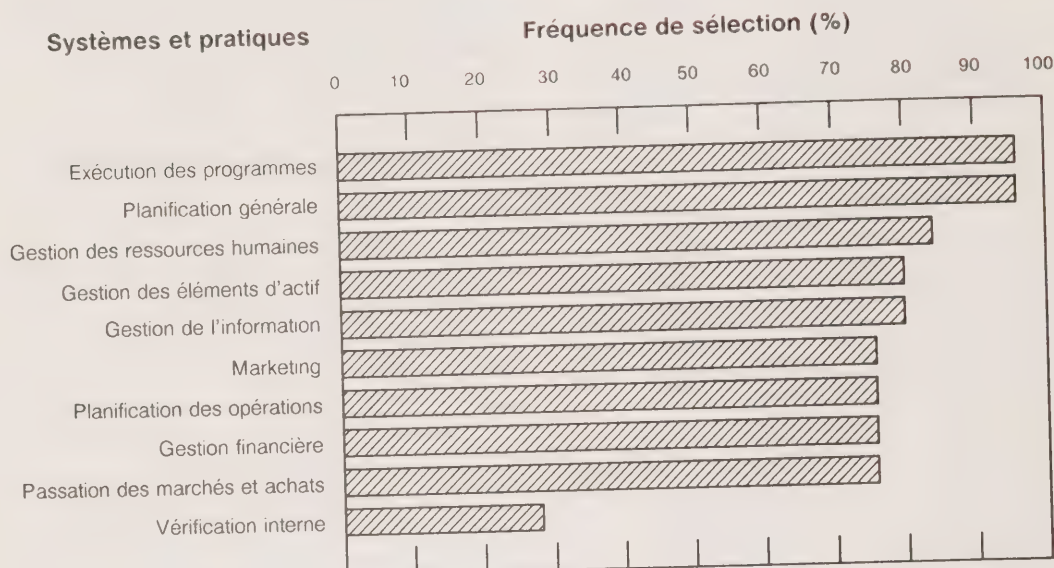 Systèmes et pratiques
Fréquence de sélection (%)
0 10 20 30 40 50 60 70 80 90 100
Exécution des programmes
Planification générale
Gestion des ressources humaines
Gestion des éléments d'actif
Gestion de l'information
Marketing
Planification des opérations
Gestion financière
Passation des marchés et achats
Vérification interne